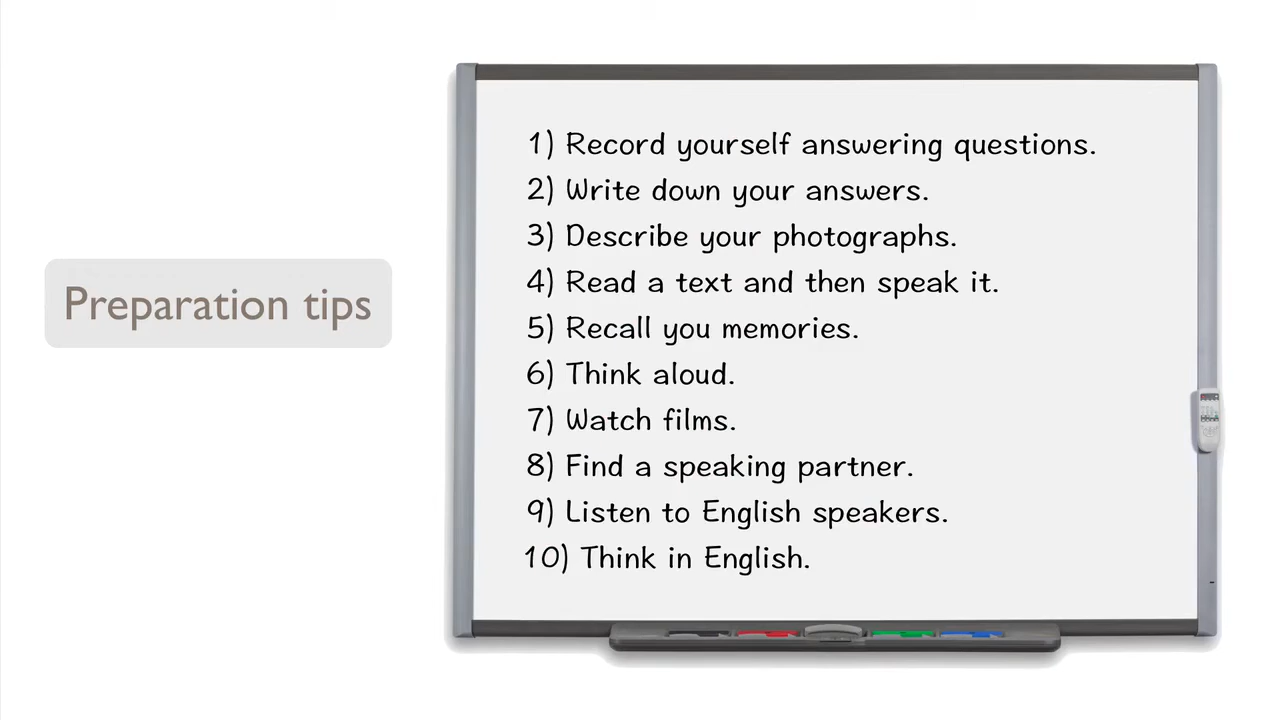 Preparation tips
1) Record yourself answering questions.
2) Write down your answers.
3) Describe your photographs.
4) Read a text and then speak it.
5) Recall you memories.
6) Think aloud.
7) Watch films.
8) Find a speaking partner.
9) Listen to English speakers.
10) Think in English.